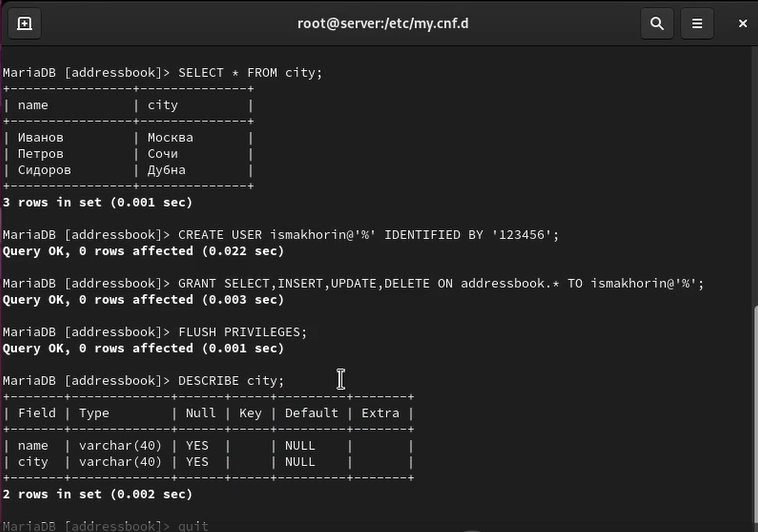 root@server:/etc/my.cnf.d
MariaDB [addressbook]> SELECT * FROM city;
+----------------+--------------+
| name           | city         |
+----------------+--------------+
| Иванов         | Москва       |
| Петров         | Сочи         |
| Сидоров        | Дубна        |
+----------------+--------------+
3 rows in set (0.001 sec)
MariaDB [addressbook]> CREATE USER ismakhorin@'%' IDENTIFIED BY '123456';
Query OK, 0 rows affected (0.022 sec)
MariaDB [addressbook]> GRANT SELECT,INSERT,UPDATE,DELETE ON addressbook.* TO ismakhorin@'%';
Query OK, 0 rows affected (0.003 sec)
MariaDB [addressbook]> FLUSH PRIVILEGES;
Query OK, 0 rows affected (0.001 sec)
MariaDB [addressbook]> DESCRIBE city;
+-------+-------------+------+-----+---------+-------+
| Field | Type        | Null | Key | Default | Extra |
+-------+-------------+------+-----+---------+-------+
| name  | varchar(40) | YES  |     | NULL    |       |
| city  | varchar(40) | YES  |     | NULL    |       |
+-------+-------------+------+-----+---------+-------+
2 rows in set (0.002 sec)
MariaDB [addressbook]> quit